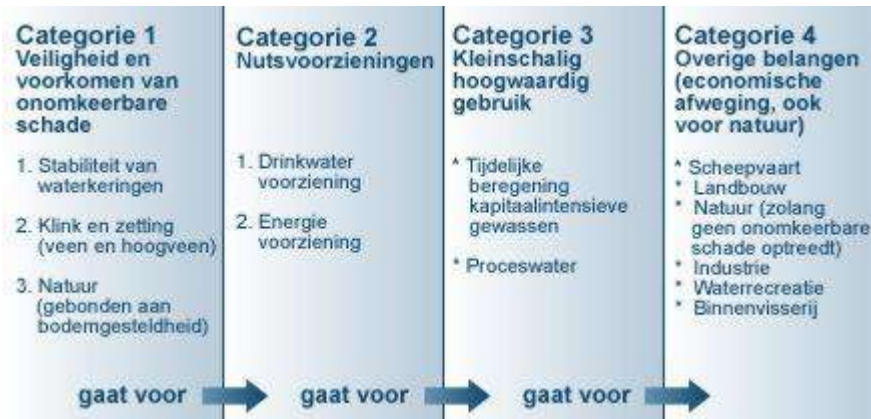 Categorie 1
Veiligheid en
voorkomen van
onomkeerbare
schade
1. Stabiliteit van
waterkeringen
2. Klink en zetting
(veen en hoogveen)
3. Natuur
(gebonden aan
bodemgesteldheid)
gaat voor
Categorie 2
Nutsvoorzieningen
1. Drinkwater
voorziening
2. Energie
voorziening
gaat voor
Categorie 3
Kleinschalig
hoogwaardig
gebruik
* Tijdelijke
beregening
kapitaalintensieve
gewassen
* Proceswater
gaat voor
Categorie 4
Overige belangen
(economische
afweging, ook
voor natuur)
* Scheepvaart
* Landbouw
* Natuur (zolang
geen onomkeerbare
schade optreedt)
* Industrie
* Waterrecreatie
* Binnenvisserij